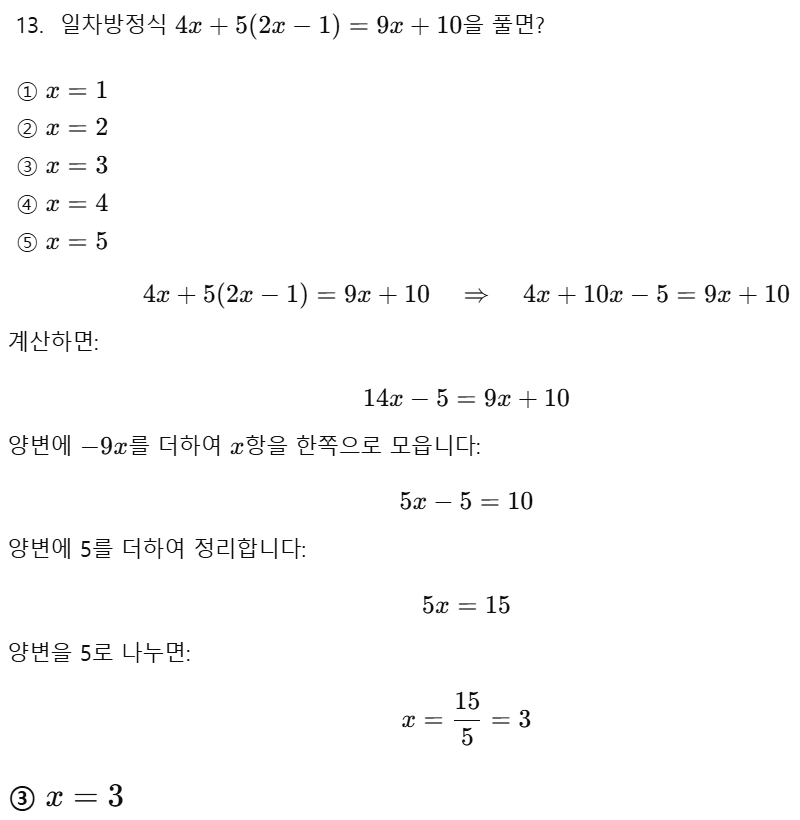 13. 일차방정식 4x + 5(2x − 1) = 9x + 10을 풀면?
① x = 1
② x = 2
③ x = 3
④ x = 4
⑤ x = 5
4x + 5(2x − 1) = 9x + 10 ⇒ 4x + 10x − 5 = 9x + 10
계산하면:
14x − 5 = 9x + 10
양변에 −9x를 더하여 x항을 한쪽으로 모읍니다:
5x − 5 = 10
양변에 5를 더하여 정리합니다:
5x = 15
양변을 5로 나누면:
x = 15/5 = 3
③ x = 3